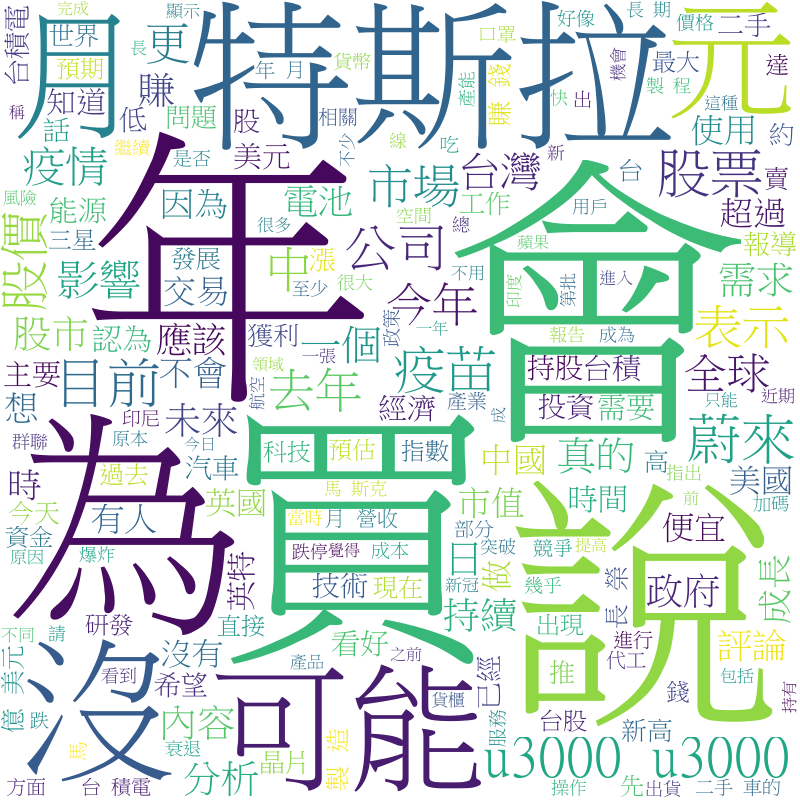 完成
台積電
世界
長
預期
稱
月
特斯拉
更
年 月
貨幣
顯示
好像
長 期
口罩
價格
二手
元
台積電
知道
賺
話
問題
低
股
相關
不少
產能
賺 錢
快
出
機會
最大
製 程
這種
達
使用
約
疫情
繼續
是否
美元
線
吃
台灣
新
台
股票
賣
超過
能源
因為
電池
市場
工作
空間
用戶
風險
三星
很多
總
公司
蘋果
印度
第批
進入
報導
需求
股價
影響
發展
交易
中
漲
至少
很大
政策
不用
今年
一年
會
年
股市
認為
應該
獲利
一個
報告
成為
表示
領域
一張
主要
目前
不會
去年
疫苗
持股台積
全球
只能
近期
想
印尼
未來
航空
經濟
產業
成
投資
需要
群聯
原本
今日
為
買
科技
預估
指數
中國
真的
高
指出
蔚來
美國
時
過去
汽車
英國
馬 斯克
市值
時間
前
加碼
今天
有人
當時
月 營收
部分
說
便宜
資金
原因
爆炸
英特
跌停
覺得
成本
突破
競爭
提高
口
技術
現在
新冠
幾乎
做
長 榮
政府
成長
研發
直接
持續
出現
進行
代工
評論
不同
請
沒有
看好
推
包括
美元
億
跌
沒
看到
希望
可能
產品
之前
已經
錢
持有
內容
貨櫃
服務
台股
新高
馬
衰退
晶片
製 造
u3000 u3000
方面
台 積電
分析
操作
先
出貨
二手 車的